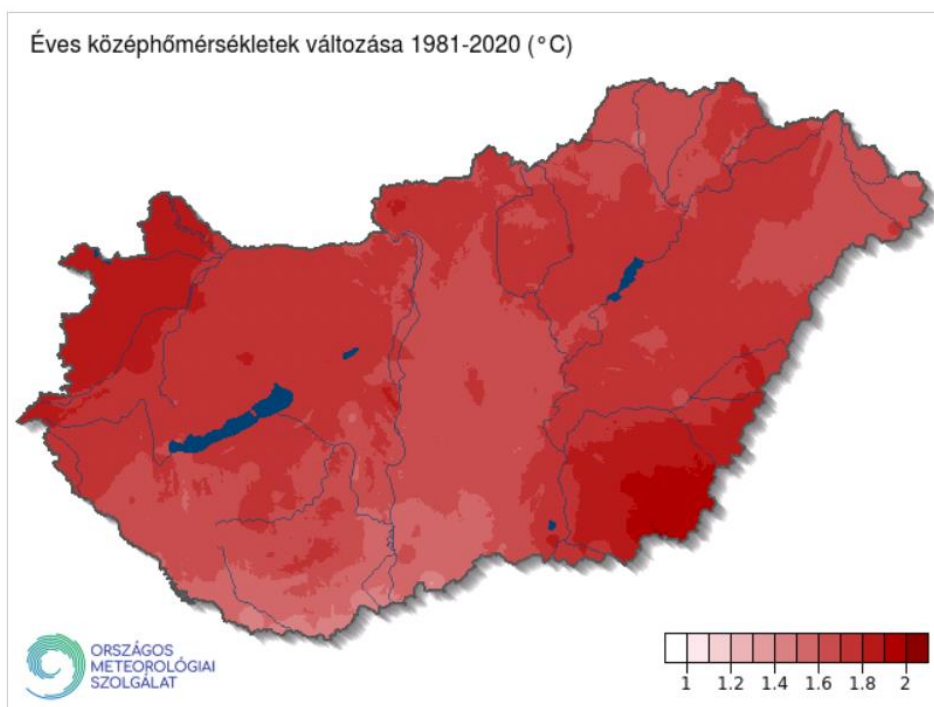 Éves középhőmérsékletek változása 1981-2020 (°C)
ORSZÁGOS
METEOROLÓGIAI
SZOLGÁLAT
1 1.2 1.4 1.6 1.8 2